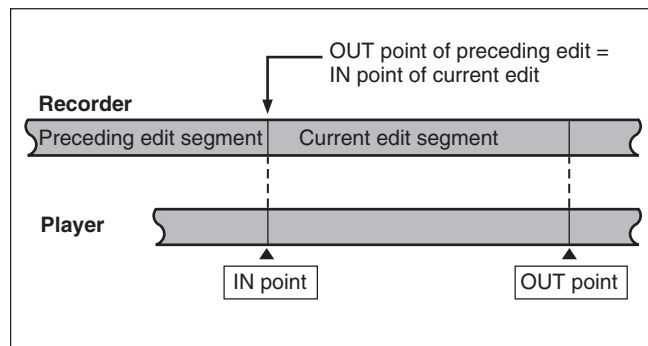 OUT point of preceding edit =
IN point of current edit
Recorder
Preceding edit segment
Current edit segment
Player
IN point
OUT point